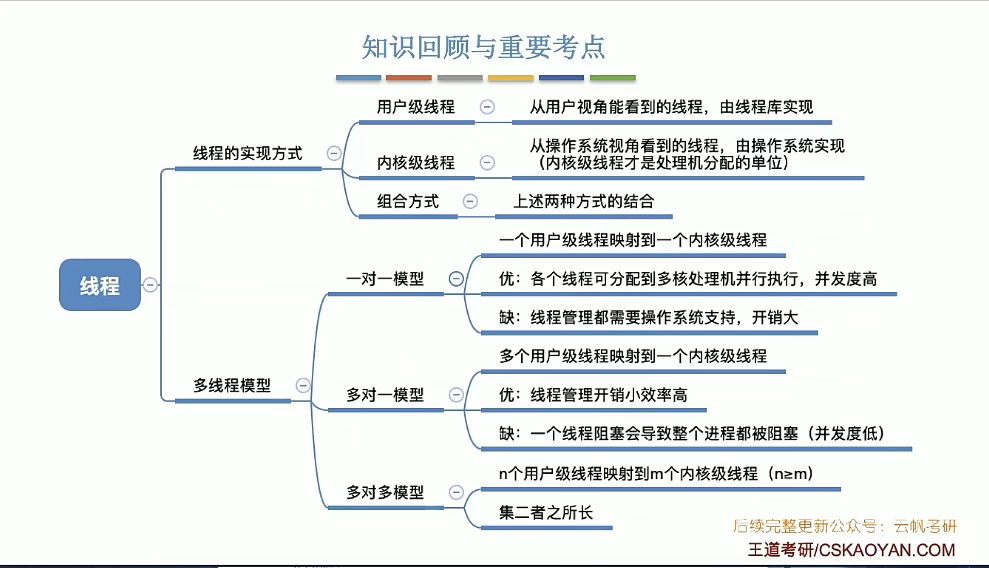 知识回顾与重要考点
用户级线程
从用户视角能看到的线程，由线程库实现
线程的实现方式
内核级线程
从操作系统视角看到的线程，由操作系统实现
（内核级线程才是处理机分配的单位）
组合方式
上述两种方式的结合
线程
一个用户级线程映射到一个内核级线程
一对一模型
优：各个线程可分配到多核处理机并行执行，并发度高
缺：线程管理都需要操作系统支持，开销大
多线程模型
多个用户级线程映射到一个内核级线程
多对一模型
优：线程管理开销小效率高
缺：一个线程阻塞会导致整个进程都被阻塞（并发度低）
多对多模型
n个用户级线程映射到m个内核级线程（n≥m）
集二者之所长
后续完整更新公众号：云帆考研
王道考研/CSKAOYAN.COM